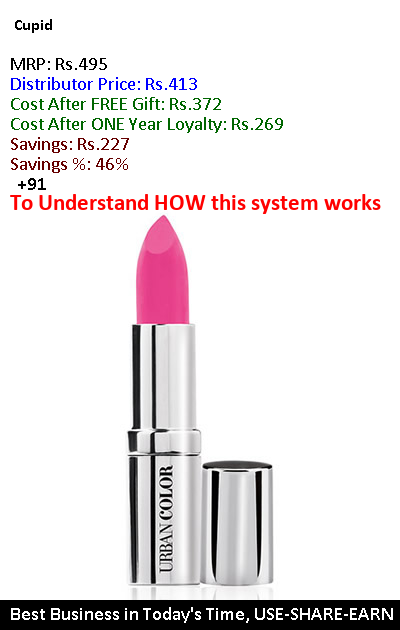 Cupid
MRP: Rs.495
Distributor Price: Rs.413
Cost After FREE Gift: Rs.372
Cost After ONE Year Loyalty: Rs.269
Savings: Rs.227
Savings %: 46%
+91
To Understand HOW this system works
URBAN COLOR
Best Business in Today's Time, USE-SHARE-EARN